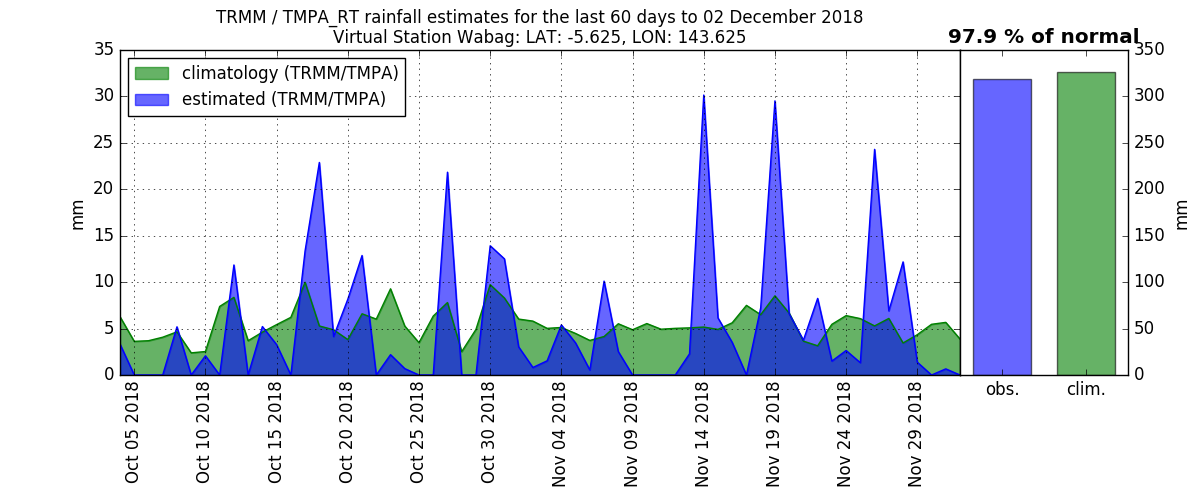 TRMM / TMPA_RT rainfall estimates for the last 60 days to 02 December 2018
Virtual Station Wabag: LAT: -5.625, LON: 143.625
97.9 % of normal
climatology (TRMM/TMPA)
estimated (TRMM/TMPA)
35
30
25
20
15
10
5
0
mm
Oct 05 2018
Oct 10 2018
Oct 15 2018
Oct 20 2018
Oct 25 2018
Oct 30 2018
Nov 04 2018
Nov 09 2018
Nov 14 2018
Nov 19 2018
Nov 24 2018
Nov 29 2018
obs.
clim.
350
300
250
200
150
100
50
0
mm